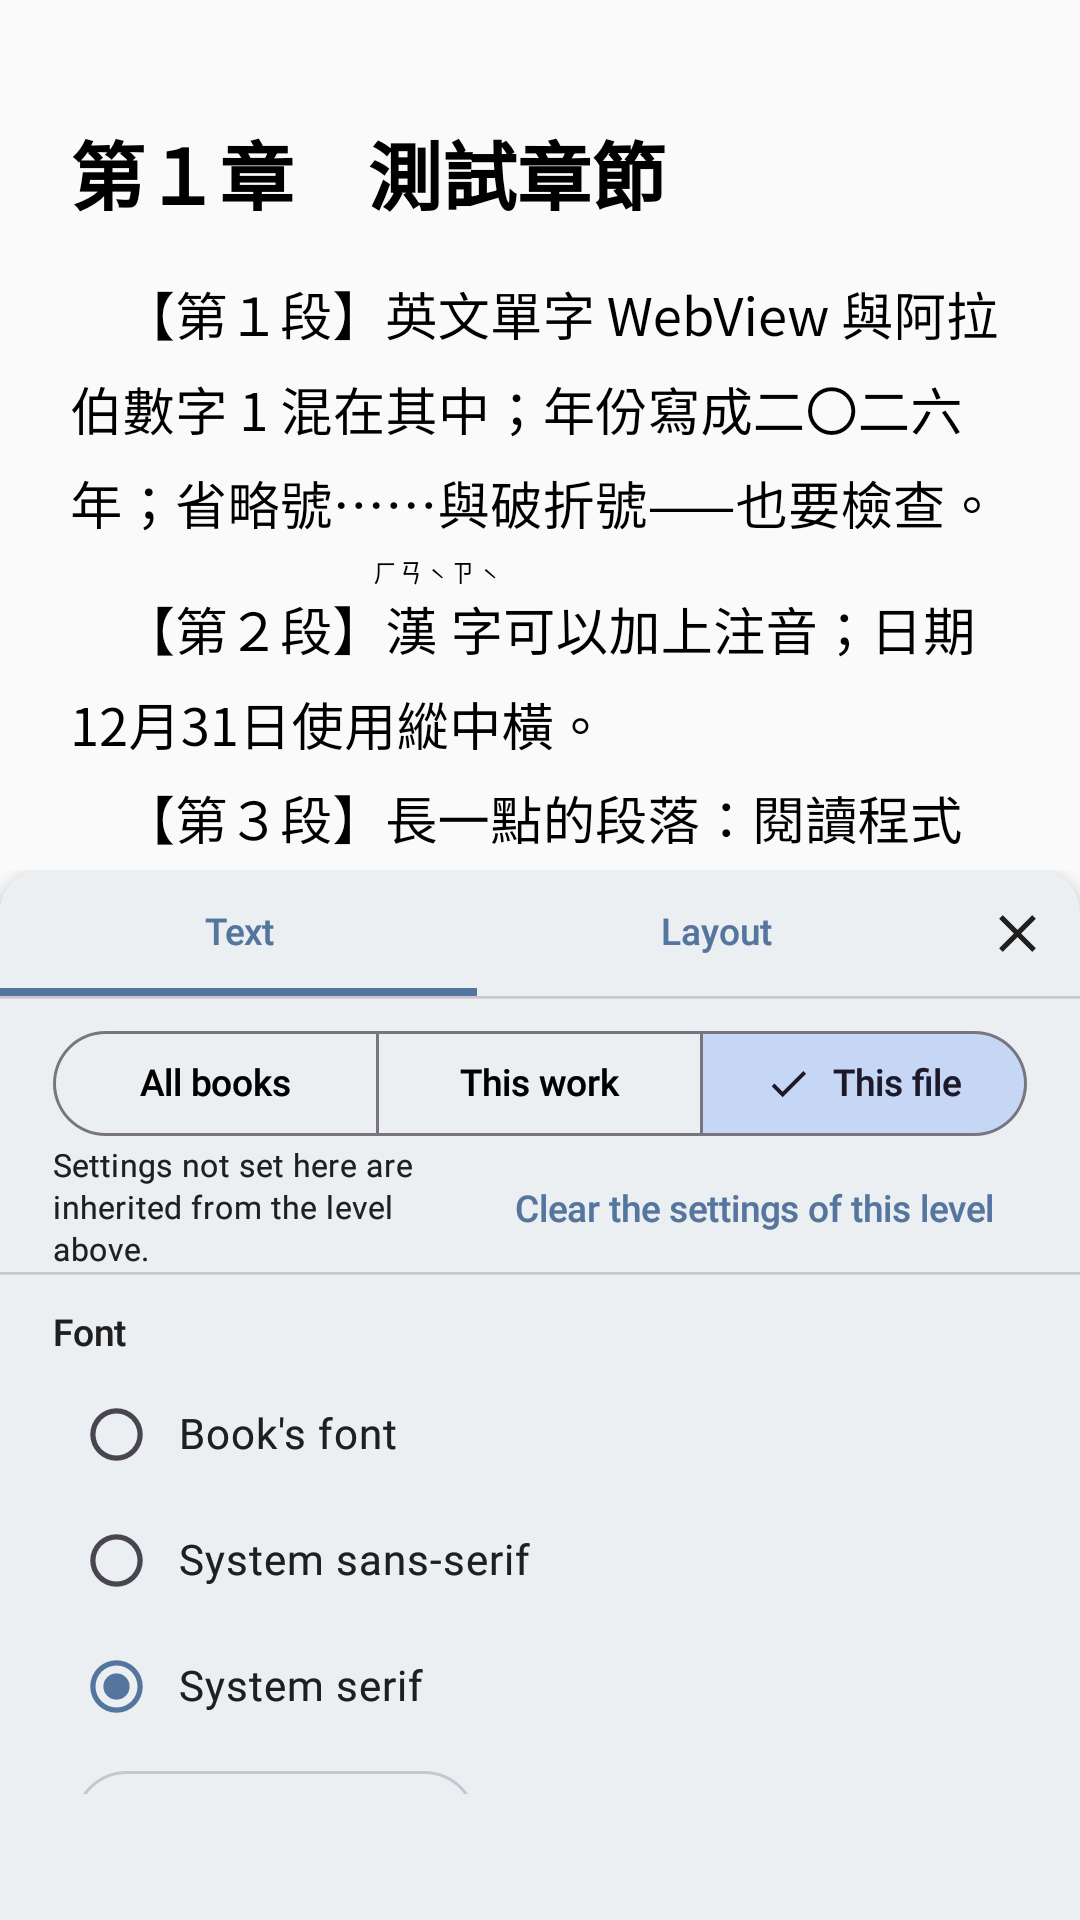 第１章　測試章節
【第１段】英文單字 WebView 與阿拉
伯數字 1 混在其中；年份寫成二〇二六
年；省略號……與破折號——也要檢查。
ㄏㄢˋㄗˋ
【第２段】漢字可以加上注音；日期
12月31日使用縱中橫。
【第３段】長一點的段落：閱讀程式
Text
Layout
All books
This work
This file
Settings not set here are
inherited from the level
above.
Clear the settings of this level
Font
Book's font
System sans-serif
System serif